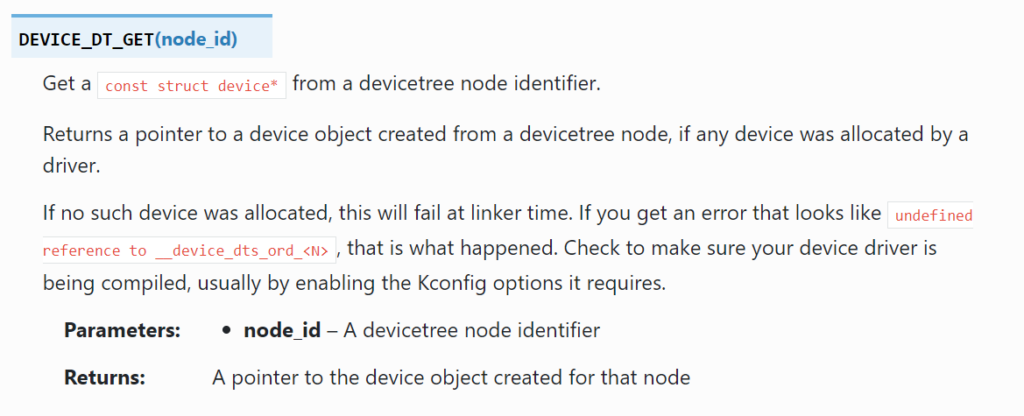 DEVICE_DT_GET(node_id)
Get a const struct device* from a devicetree node identifier.
Returns a pointer to a device object created from a devicetree node, if any device was allocated by a
driver.
If no such device was allocated, this will fail at linker time. If you get an error that looks like undefined
reference to __device_dts_ord_<N>, that is what happened. Check to make sure your device driver is
being compiled, usually by enabling the Kconfig options it requires.
Parameters: • node_id – A devicetree node identifier
Returns: A pointer to the device object created for that node